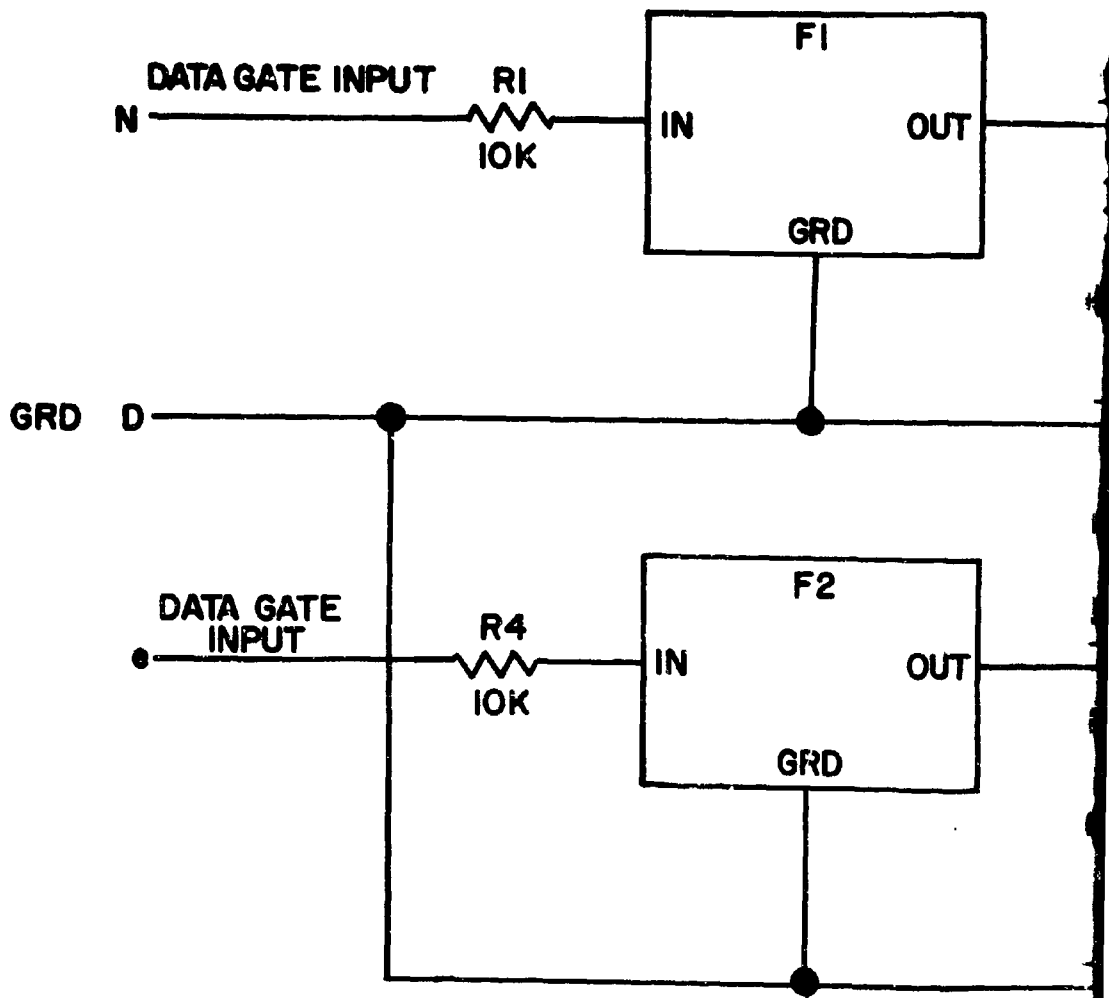 F1
DATA GATE INPUT R1
N IN OUT
10K
GRD
GRD D
F2
DATA GATE
INPUT R4
e IN OUT
10K
GRD